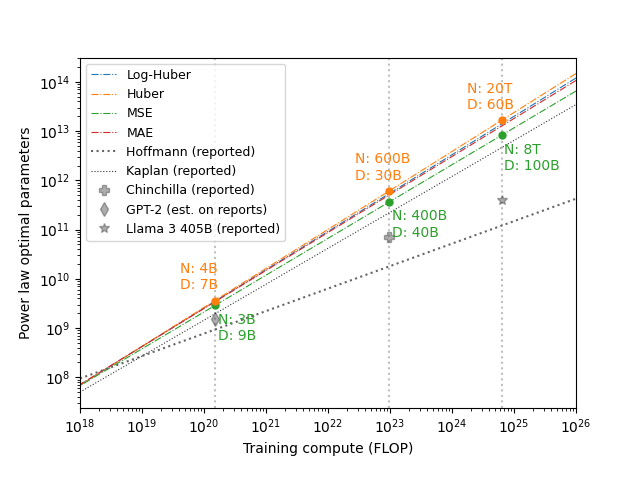 Log-Huber
Huber
MSE
MAE
Hoffmann (reported)
Kaplan (reported)
Chinchilla (reported)
GPT-2 (est. on reports)
Llama 3 405B (reported)
N: 20T
D: 60B
N: 8T
D: 100B
N: 600B
D: 30B
N: 400B
D: 40B
N: 4B
D: 7B
N: 3B
D: 9B
Power law optimal parameters
10^14
10^13
10^12
10^11
10^10
10^9
10^8
10^18 10^19 10^20 10^21 10^22 10^23 10^24 10^25 10^26
Training compute (FLOP)